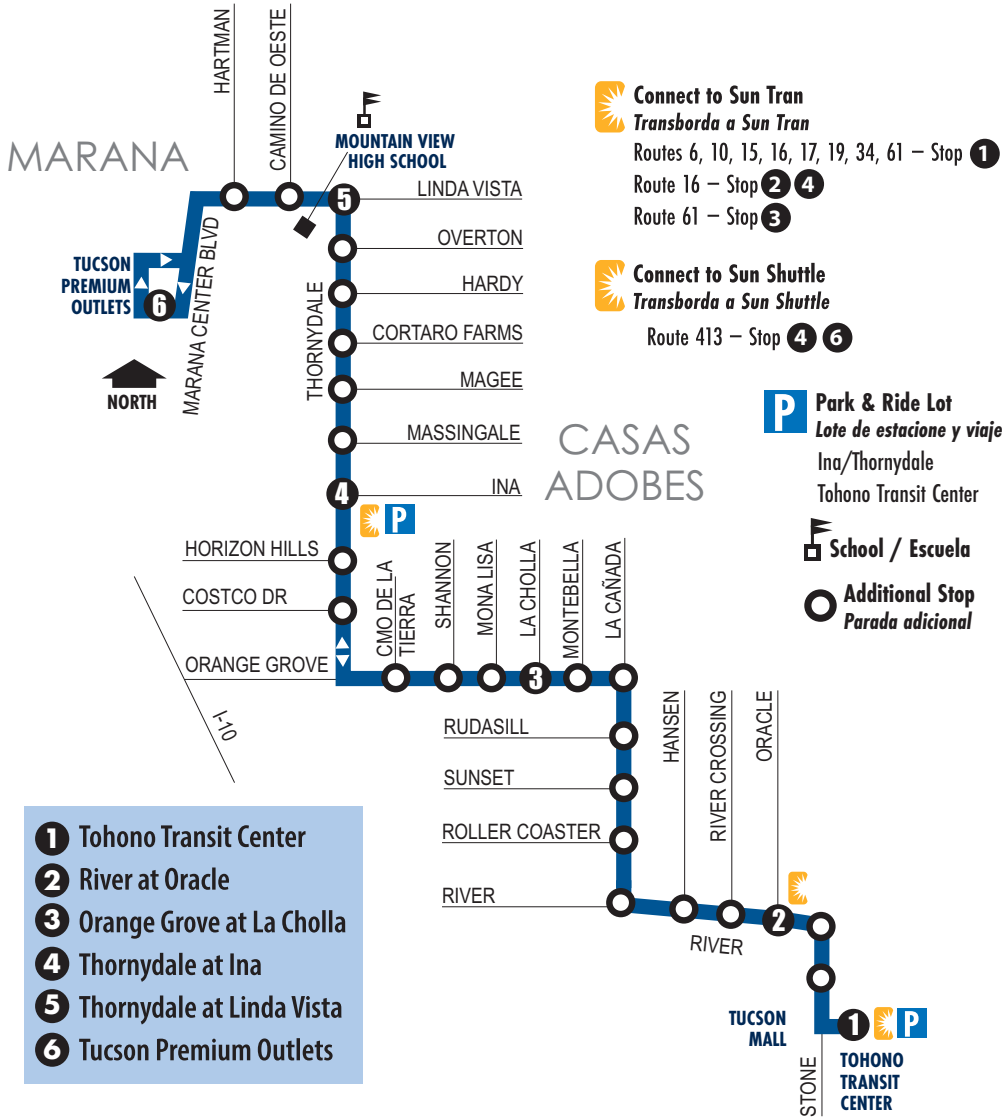 HARTMAN
CAMINO DE OESTE
MARANA
MOUNTAIN VIEW
HIGH SCHOOL
5
LINDA VISTA
OVERTON
HARDY
CORTARO FARMS
MAGEE
MASSINGALE
INA
THORNYDALE
MARANA CENTER BLVD
TUCSON
PREMIUM
OUTLETS
6
NORTH
4
P
CASAS
ADOBES
HORIZON HILLS
COSTCO DR
ORANGE GROVE
I-10
CMO DE LA
TIERRA
SHANNON
MONA LISA
LA CHOLLA
MONTEBELLA
LA CAÑADA
3
RUDASILL
SUNSET
ROLLER COASTER
RIVER
HANSEN
RIVER CROSSING
ORACLE
RIVER
2
TUCSON
MALL
1
P
STONE
TOHONO
TRANSIT
CENTER
Connect to Sun Tran
Transborda a Sun Tran
Routes 6, 10, 15, 16, 17, 19, 34, 61 – Stop 1
Route 16 – Stop 2 4
Route 61 – Stop 3
Connect to Sun Shuttle
Transborda a Sun Shuttle
Route 413 – Stop 4 6
P Park & Ride Lot
Lote de estacione y viaje
Ina/Thornydale
Tohono Transit Center
School / Escuela
Additional Stop
Parada adicional
1 Tohono Transit Center
2 River at Oracle
3 Orange Grove at La Cholla
4 Thornydale at Ina
5 Thornydale at Linda Vista
6 Tucson Premium Outlets